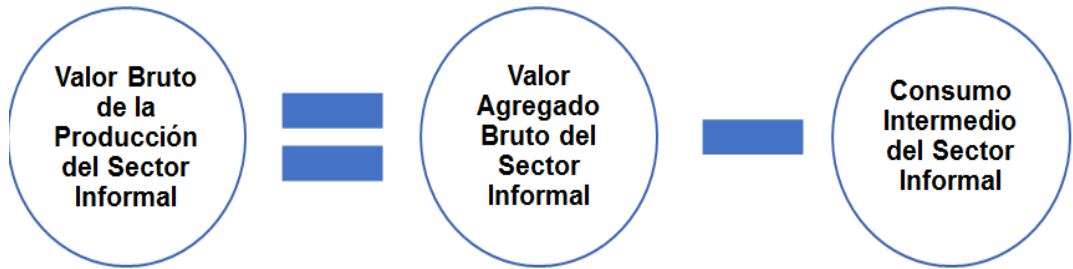 Valor Bruto
de la
Producción
del Sector
Informal
Valor
Agregado
Bruto del
Sector
Informal
Consumo
Intermedio
del Sector
Informal